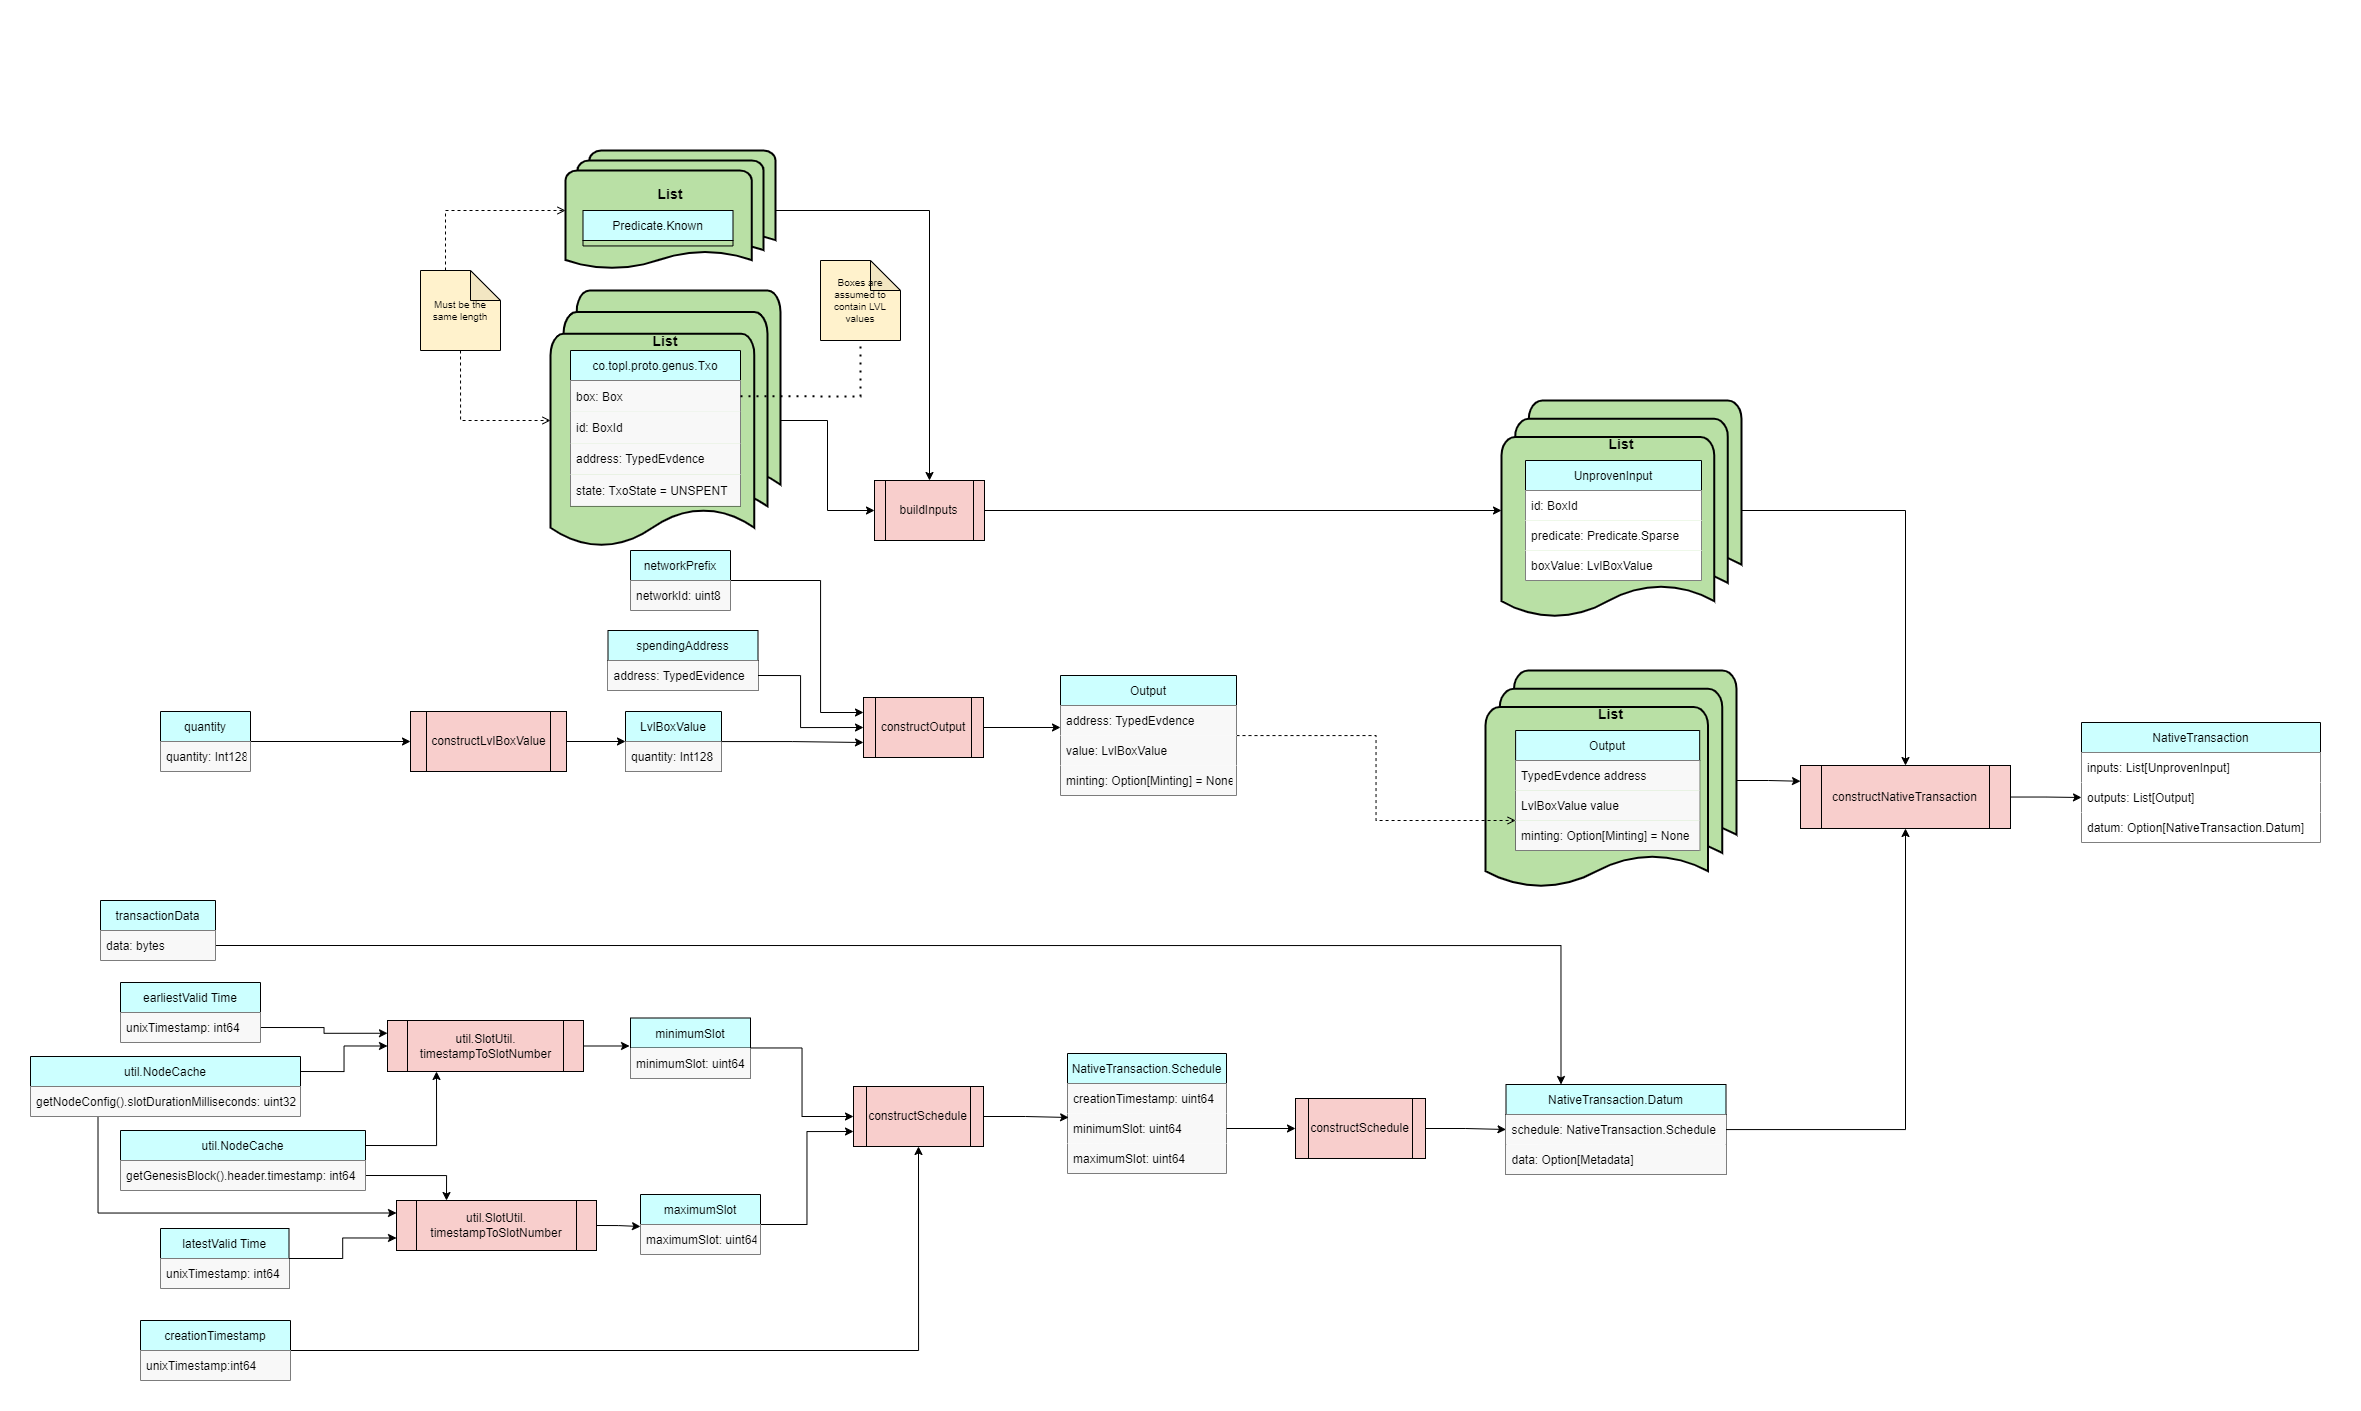 List
Predicate.Known
Must be the
same length
Boxes are
assumed to
contain LVL
values
List
co.topl.proto.genus.Txo
box: Box
id: BoxId
address: TypedEvdence
state: TxoState = UNSPENT
buildInputs
List
UnprovenInput
id: BoxId
predicate: Predicate.Sparse
boxValue: LvlBoxValue
networkPrefix
networkId: uint8
spendingAddress
address: TypedEvidence
quantity
quantity: Int128
constructLvlBoxValue
LvlBoxValue
quantity: Int128
constructOutput
Output
address: TypedEvdence
value: LvlBoxValue
minting: Option[Minting] = None
List
Output
TypedEvdence address
LvlBoxValue value
minting: Option[Minting] = None
constructNativeTransaction
NativeTransaction
inputs: List[UnprovenInput]
outputs: List[Output]
datum: Option[NativeTransaction.Datum]
transactionData
data: bytes
earliestValid Time
unixTimestamp: int64
util.NodeCache
getNodeConfig().slotDurationMilliseconds: uint32
util.NodeCache
getGenesisBlock().header.timestamp: int64
latestValid Time
unixTimestamp: int64
creationTimestamp
unixTimestamp:int64
util.SlotUtil.
timestampToSlotNumber
util.SlotUtil.
timestampToSlotNumber
minimumSlot
minimumSlot: uint64
maximumSlot
maximumSlot: uint64
constructSchedule
NativeTransaction.Schedule
creationTimestamp: uint64
minimumSlot: uint64
maximumSlot: uint64
constructSchedule
NativeTransaction.Datum
schedule: NativeTransaction.Schedule
data: Option[Metadata]